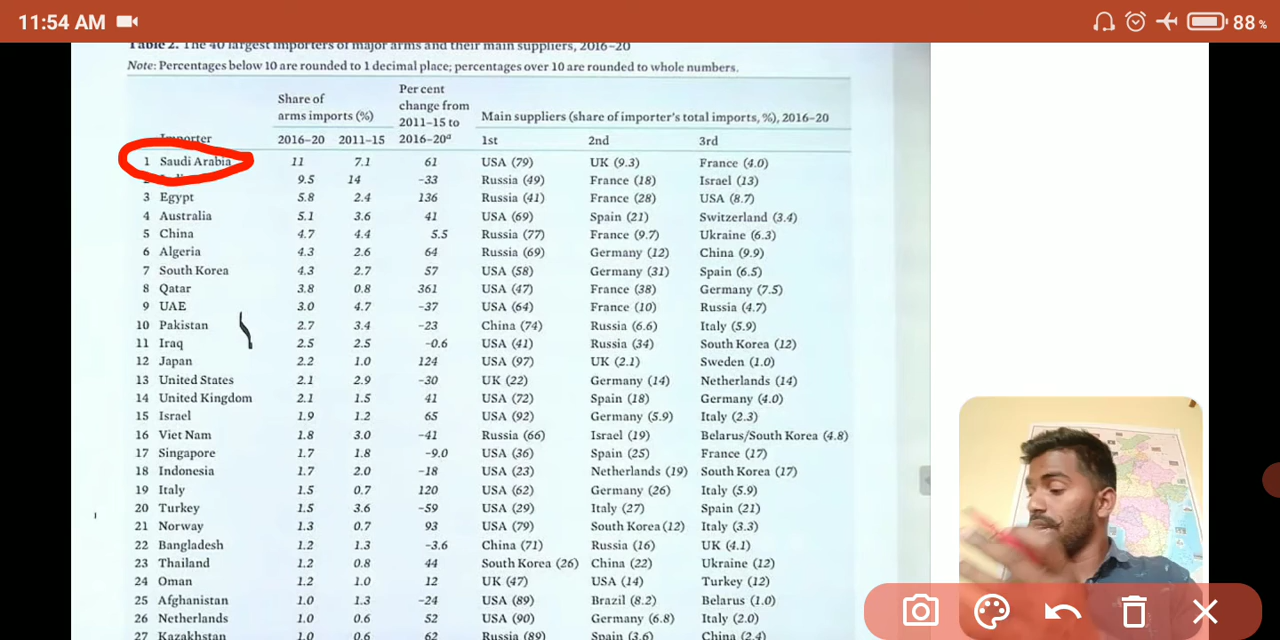 11:54 AM 88%
Table 2. The 40 largest importers of major arms and their main suppliers, 2016–20
Note: Percentages below 10 are rounded to 1 decimal place; percentages over 10 are rounded to whole numbers.
Importer Share of arms imports (%) 2016–20 2011–15 Per cent change from 2011–15 to 2016–20ᵃ Main suppliers (share of importer's total imports, %), 2016–20 1st 2nd 3rd
1 Saudi Arabia 11 7.1 61 USA (79) UK (9.3) France (4.0)
2 9.5 14 –33 Russia (49) France (18) Israel (13)
3 Egypt 5.8 2.4 136 Russia (41) France (28) USA (8.7)
4 Australia 5.1 3.6 41 USA (69) Spain (21) Switzerland (3.4)
5 China 4.7 4.4 5.5 Russia (77) France (9.7) Ukraine (6.3)
6 Algeria 4.3 2.6 64 Russia (69) Germany (12) China (9.9)
7 South Korea 4.3 2.7 57 USA (58) Germany (31) Spain (6.5)
8 Qatar 3.8 0.8 361 USA (47) France (38) Germany (7.5)
9 UAE 3.0 4.7 –37 USA (64) France (10) Russia (4.7)
10 Pakistan 2.7 3.4 –23 China (74) Russia (6.6) Italy (5.9)
11 Iraq 2.5 2.5 –0.6 USA (41) Russia (34) South Korea (12)
12 Japan 2.2 1.0 124 USA (97) UK (2.1) Sweden (1.0)
13 United States 2.1 2.9 –30 UK (22) Germany (14) Netherlands (14)
14 United Kingdom 2.1 1.5 41 USA (72) Spain (18) Germany (4.0)
15 Israel 1.9 1.2 65 USA (92) Germany (5.9) Italy (2.3)
16 Viet Nam 1.8 3.0 –41 Russia (66) Israel (19) Belarus/South Korea (4.8)
17 Singapore 1.7 1.8 –9.0 USA (36) Spain (25) France (17)
18 Indonesia 1.7 2.0 –18 USA (23) Netherlands (19) South Korea (17)
19 Italy 1.5 0.7 120 USA (62) Germany (26) Italy (5.9)
20 Turkey 1.5 3.6 –59 USA (29) Italy (27) Spain (21)
21 Norway 1.3 0.7 93 USA (79) South Korea (12) Italy (3.3)
22 Bangladesh 1.2 1.3 –3.6 China (71) Russia (16) UK (4.1)
23 Thailand 1.2 0.8 44 South Korea (26) China (22) Ukraine (12)
24 Oman 1.2 1.0 12 UK (47) USA (14) Turkey (12)
25 Afghanistan 1.0 1.3 –24 USA (89) Brazil (8.2) Belarus (1.0)
26 Netherlands 1.0 0.6 52 USA (90) Germany (6.8) Italy (2.0)
27 Kazakhstan 1.0 0.6 62 Russia (89) Spain (3.6) China (2.4)